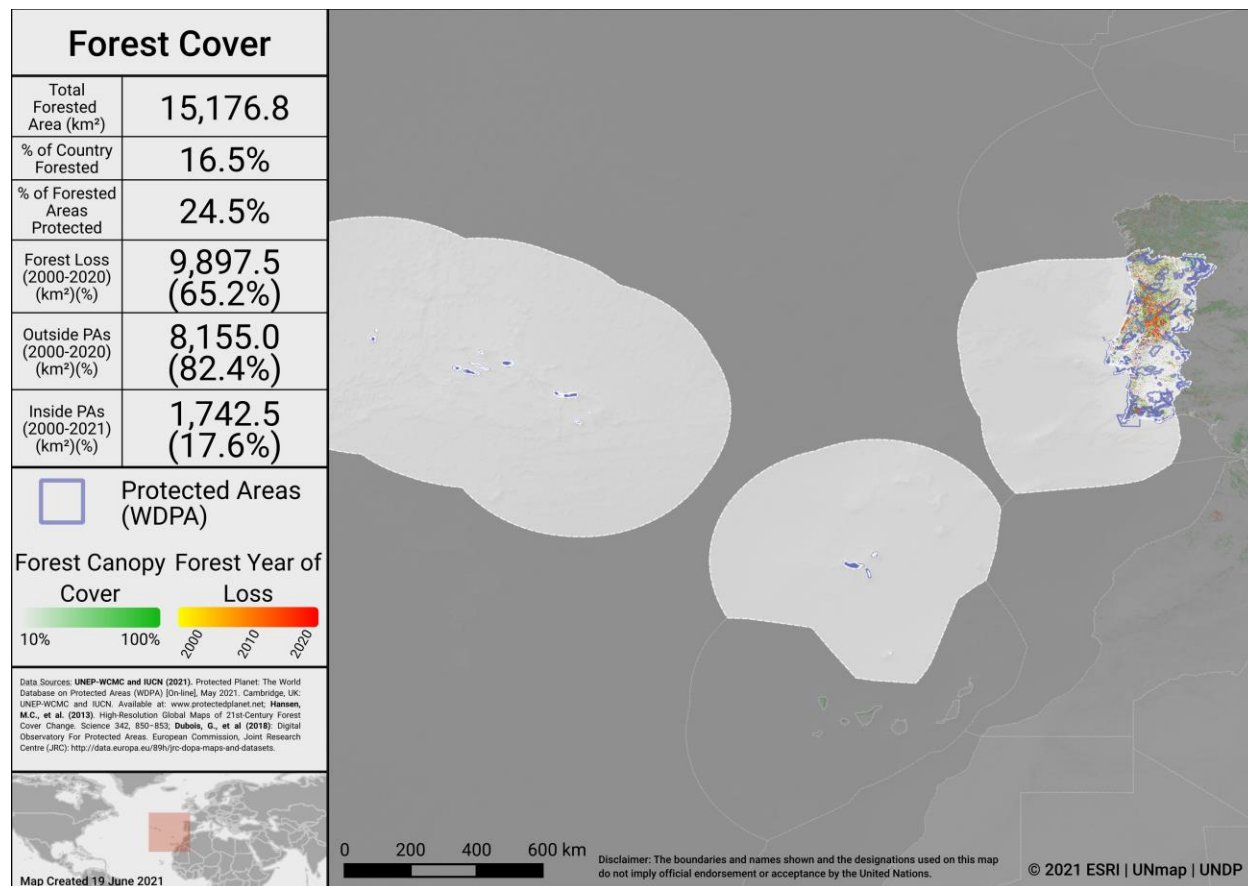 Forest Cover
Total
Forested
Area (km²)
15,176.8
% of Country
Forested
16.5%
% of Forested
Areas
Protected
24.5%
Forest Loss
(2000-2020)
(km²)(%)
9,897.5
(65.2%)
Outside PAs
(2000-2020)
(km²)(%)
8,155.0
(82.4%)
Inside PAs
(2000-2021)
(km²)(%)
1,742.5
(17.6%)
Protected Areas
(WDPA)
Forest Canopy
Cover
10% 100%
Forest Year of
Loss
2000 2010 2020
Data Sources: UNEP-WCMC and IUCN (2021). Protected Planet: The World
Database on Protected Areas (WDPA) [On-line], May 2021. Cambridge, UK:
UNEP-WCMC and IUCN. Available at: www.protectedplanet.net; Hansen,
M.C., et al. (2013). High-Resolution Global Maps of 21st-Century Forest
Cover Change. Science 342, 850–853; Dubois, G., et al (2018): Digital
Observatory For Protected Areas. European Commission, Joint Research
Centre (JRC): http://data.europa.eu/89h/jrc-dopa-maps-and-datasets.
Map Created 19 June 2021
0 200 400 600 km
Disclaimer: The boundaries and names shown and the designations used on this map
do not imply official endorsement or acceptance by the United Nations.
© 2021 ESRI | UNmap | UNDP